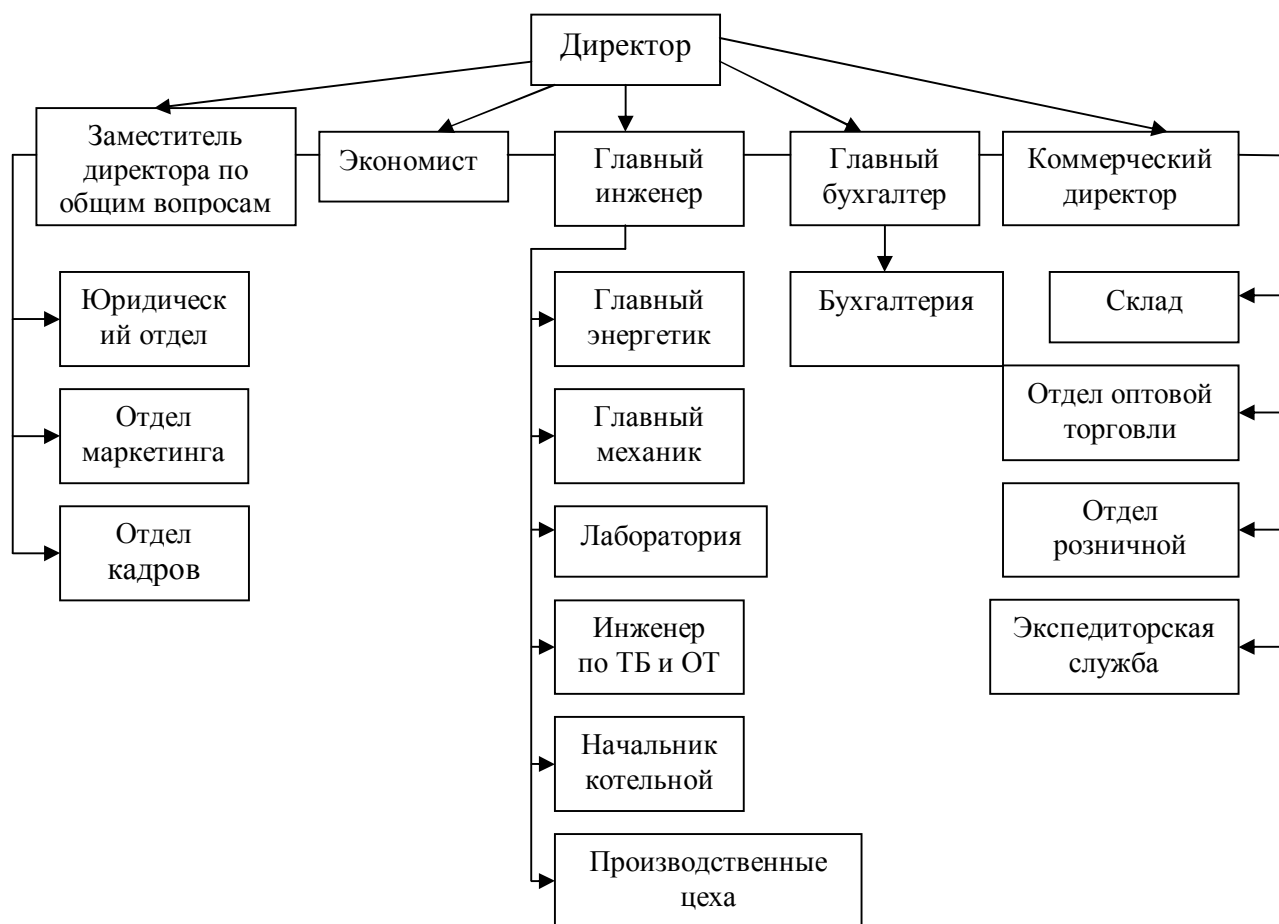 Директор
Заместитель
директора по
общим вопросам
Экономист
Главный
инженер
Главный
бухгалтер
Коммерческий
директор
Юридическ
ий отдел
Отдел
маркетинга
Отдел
кадров
Главный
энергетик
Главный
механик
Лаборатория
Инженер
по ТБ и ОТ
Начальник
котельной
Производственные
цеха
Бухгалтерия
Склад
Отдел оптовой
торговли
Отдел
розничной
Экспедиторская
служба